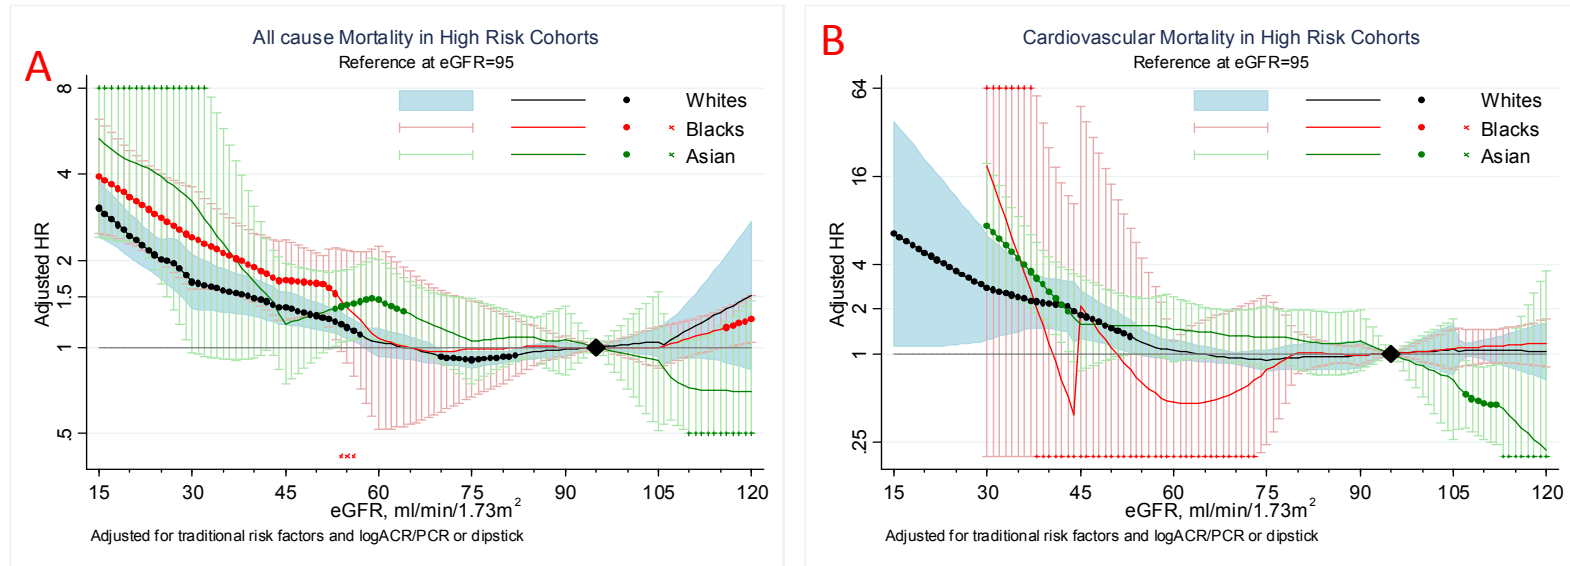 A
All cause Mortality in High Risk Cohorts
Reference at eGFR=95
Whites
Blacks
Asian
Adjusted HR
8
4
2
1.5
1
.5
15 30 45 60 75 90 105 120
eGFR, ml/min/1.73m²
Adjusted for traditional risk factors and logACR/PCR or dipstick
B
Cardiovascular Mortality in High Risk Cohorts
Reference at eGFR=95
Whites
Blacks
Asian
Adjusted HR
64
16
4
2
1
.25
15 30 45 60 75 90 105 120
eGFR, ml/min/1.73m²
Adjusted for traditional risk factors and logACR/PCR or dipstick